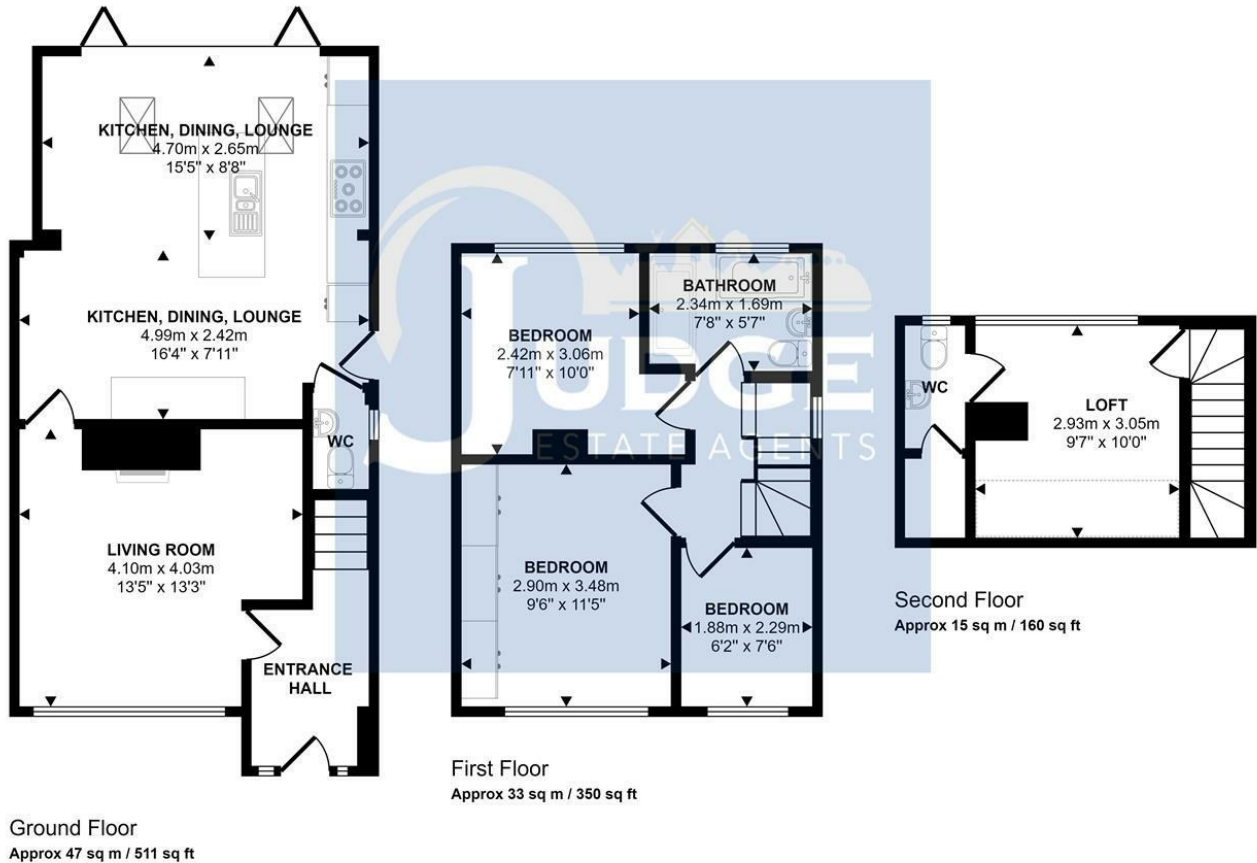 KITCHEN, DINING, LOUNGE
4.70m x 2.65m
15'5" x 8'8"
KITCHEN, DINING, LOUNGE
4.99m x 2.42m
16'4" x 7'11"
WC
LIVING ROOM
4.10m x 4.03m
13'5" x 13'3"
ENTRANCE
HALL
Ground Floor
Approx 47 sq m / 511 sq ft
BATHROOM
2.34m x 1.69m
7'8" x 5'7"
BEDROOM
2.42m x 3.06m
7'11" x 10'0"
BEDROOM
2.90m x 3.48m
9'6" x 11'5"
BEDROOM
1.88m x 2.29m
6'2" x 7'6"
First Floor
Approx 33 sq m / 350 sq ft
WC
LOFT
2.93m x 3.05m
9'7" x 10'0"
Second Floor
Approx 15 sq m / 160 sq ft
JUDGE
ESTATE AGENTS